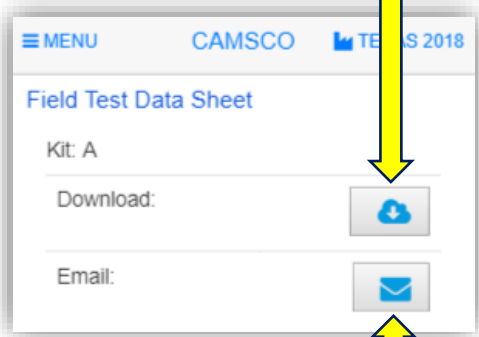 MENU CAMSCO 2018
Field Test Data Sheet
Kit: A
Download:
Email: